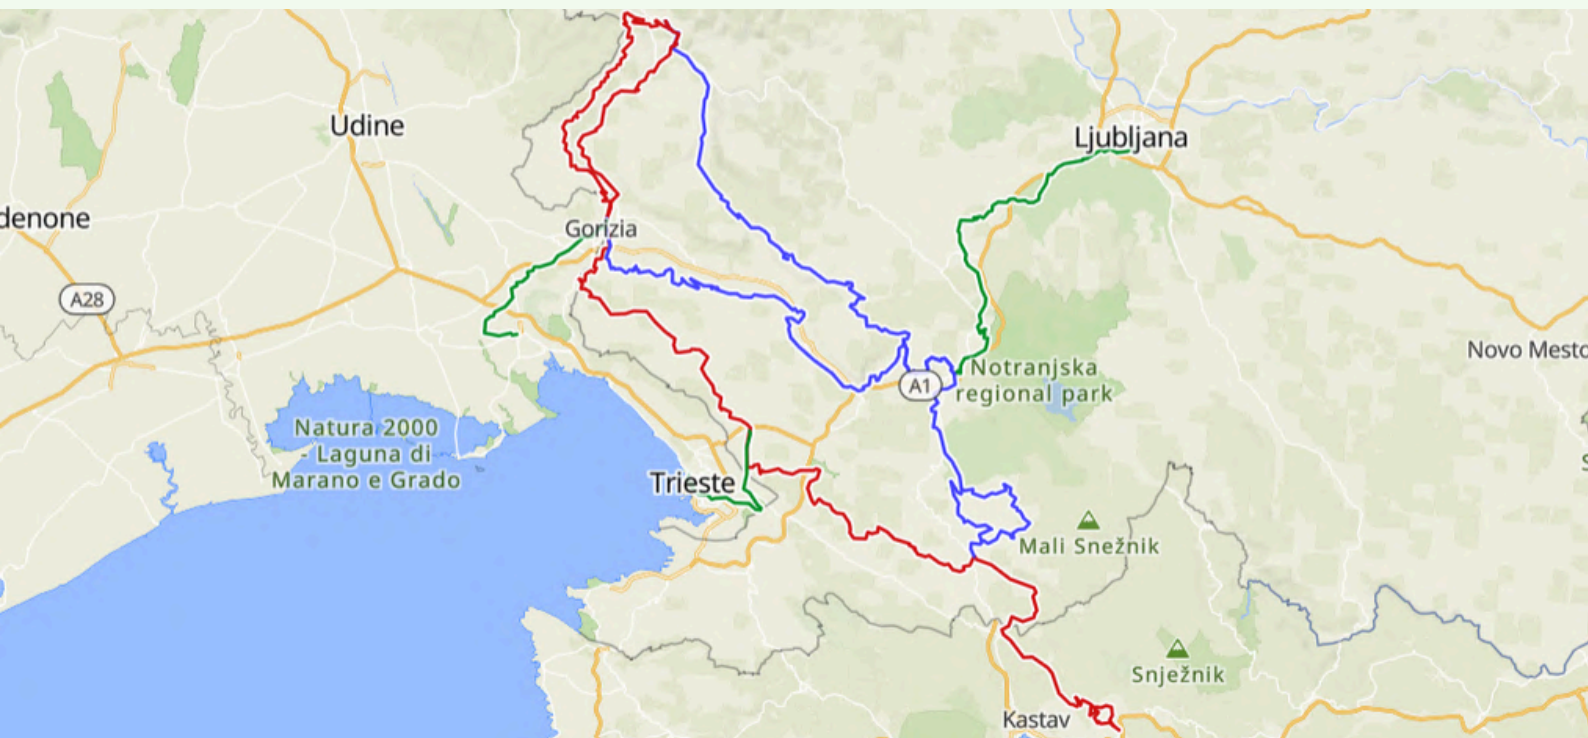 Udine
Ljubljana
denone
Gorizia
A28
Novo Mesto
Notranjska
regional park
A1
Natura 2000
- Laguna di
Marano e Grado
Trieste
Mali Snežnik
Snježnik
Kastav